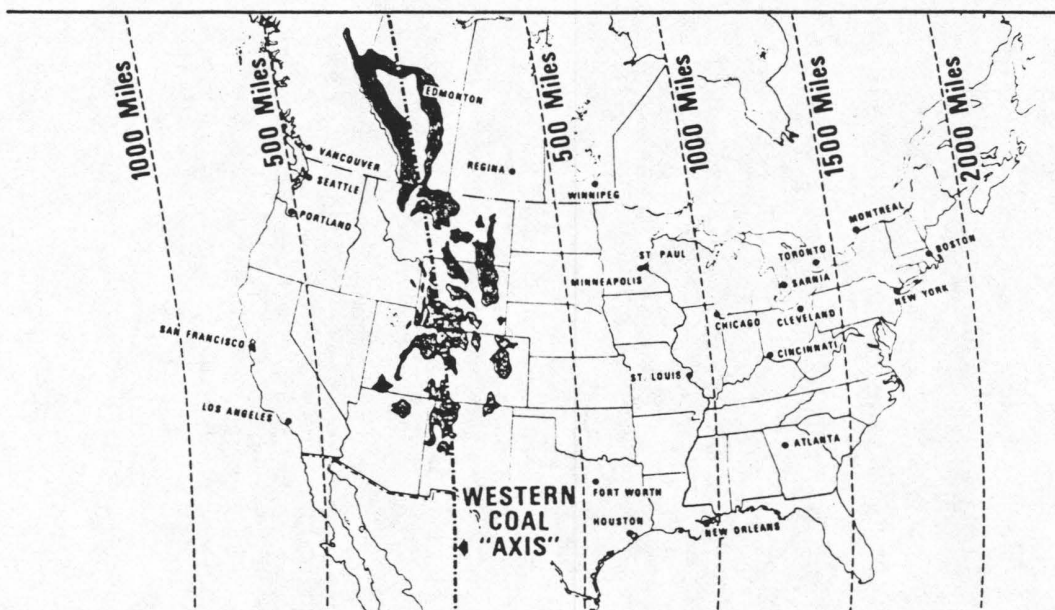 1000 Miles
500 Miles
500 Miles
1000 Miles
1500 Miles
2000 Miles
EDMONTON
VANCOUVER
SEATTLE
PORTLAND
REGINA
WINNIPEG
MONTREAL
TORONTO
SARNIA
BOSTON
NEW YORK
ST. PAUL
MINNEAPOLIS
CHICAGO
CLEVELAND
CINCINNATI
ST. LOUIS
SAN FRANCISCO
LOS ANGELES
ATLANTA
FORT WORTH
HOUSTON
NEW ORLEANS
WESTERN
COAL
"AXIS"